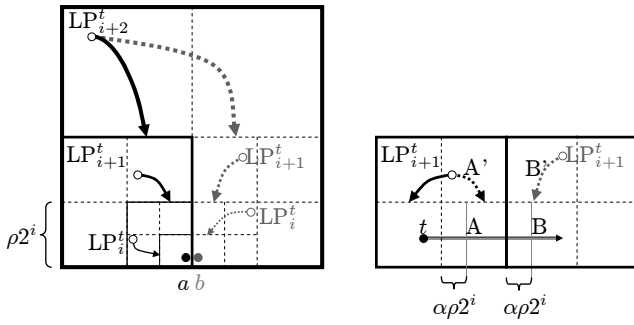 LP^t_{i+2}
LP^t_{i+1}
LP^t_{i+1}
LP^t_i
LP^t_i
ρ2^i
a b
LP^t_{i+1}
A'
B'
LP^t_{i+1}
t
A
B
αρ2^i
αρ2^i